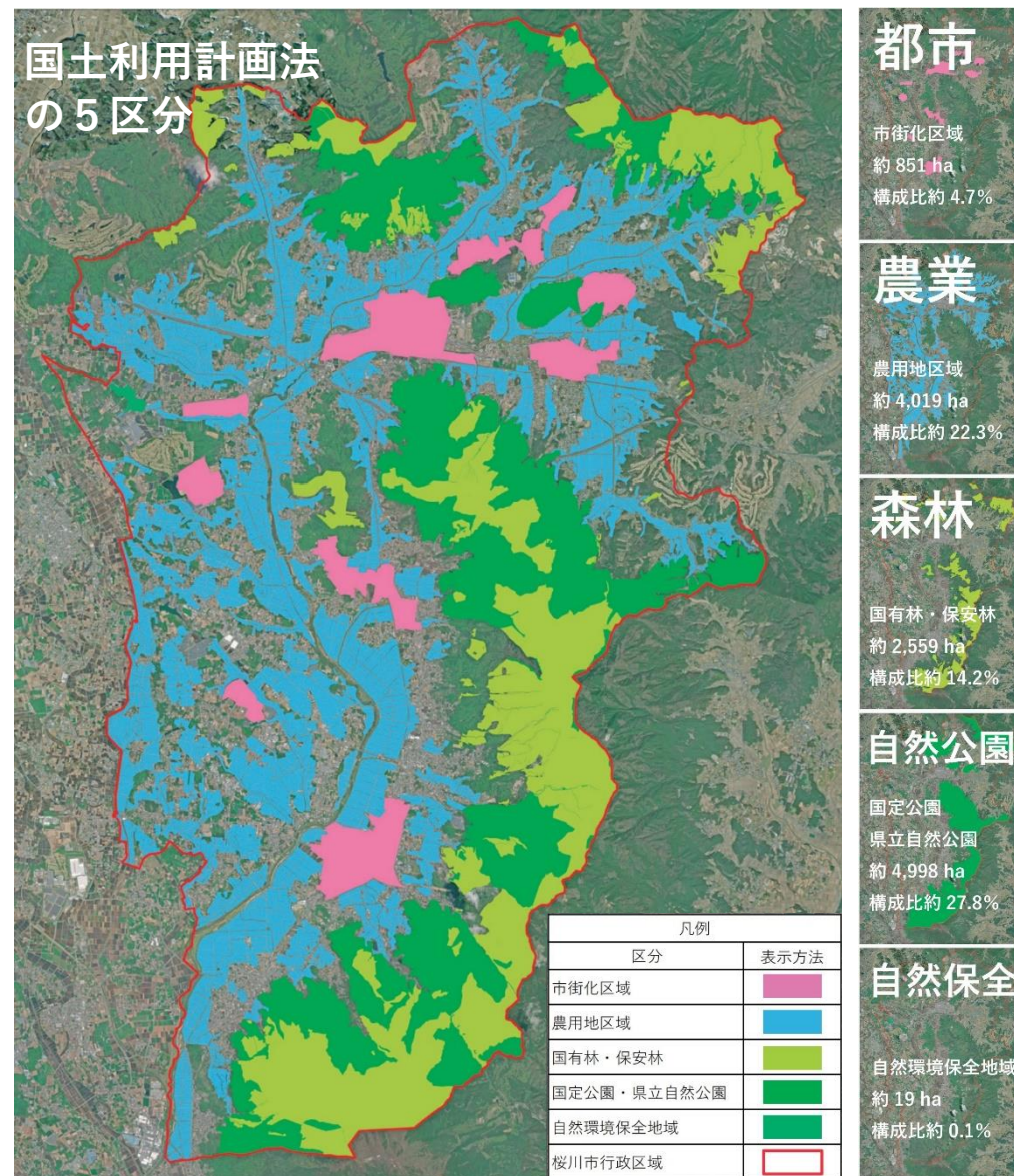 国土利用計画法
の5区分
都市
市街化区域
約 851 ha
構成比約 4.7%
農業
農用地区域
約 4,019 ha
構成比約 22.3%
森林
国有林・保安林
約 2,559 ha
構成比約 14.2%
自然公園
国定公園
県立自然公園
約 4,998 ha
構成比約 27.8%
自然保全
自然環境保全地域
約 19 ha
構成比約 0.1%
凡例
区分 表示方法
市街化区域
農用地区域
国有林・保安林
国定公園・県立自然公園
自然環境保全地域
桜川市行政区域